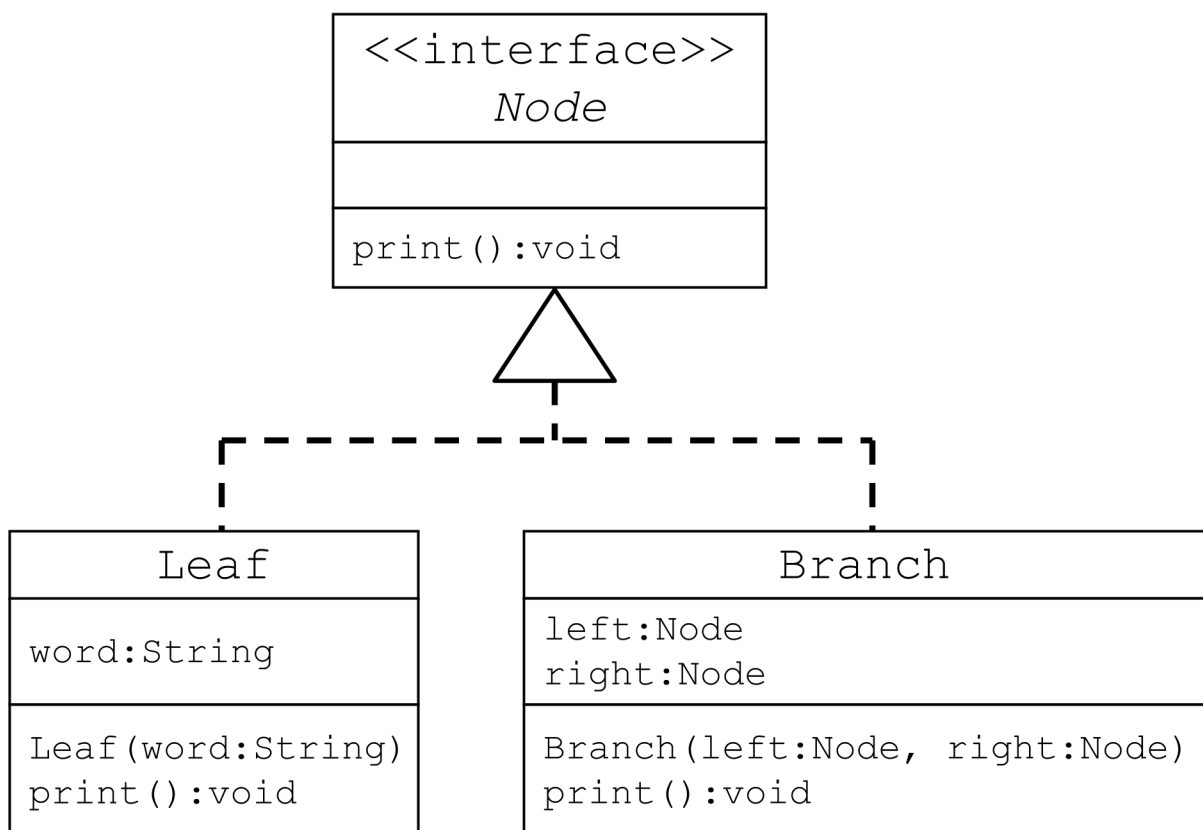 <<interface>>
Node
print():void
Leaf
word:String
Leaf(word:String)
print():void
Branch
left:Node
right:Node
Branch(left:Node, right:Node)
print():void